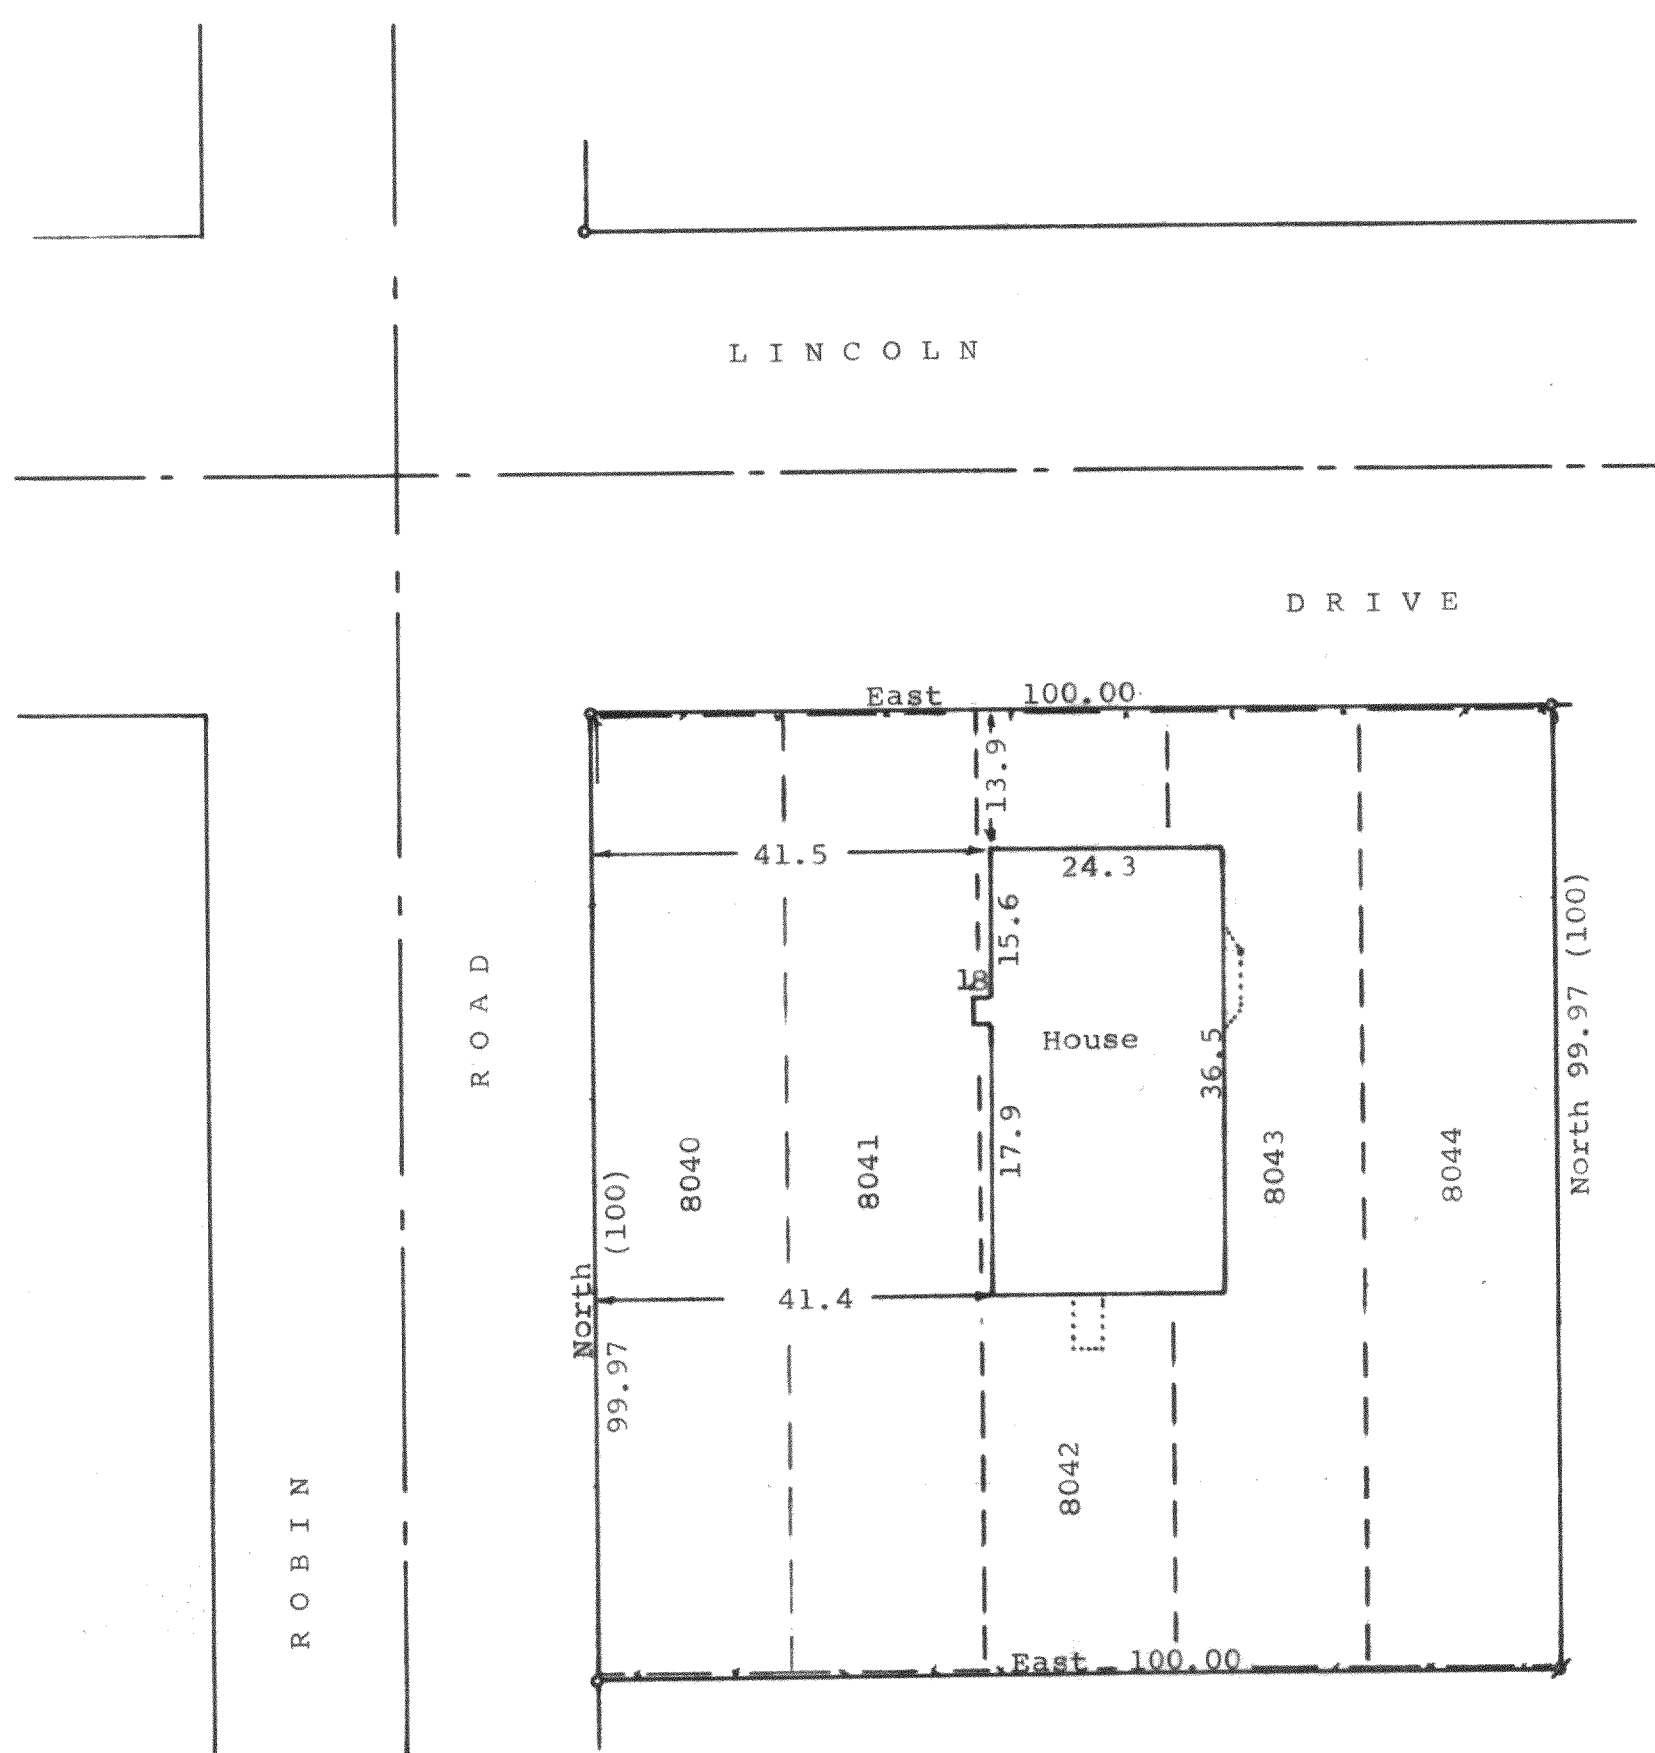 LINCOLN
DRIVE
East 100.00
13.9
41.5
24.3
15.6
18
House
36.5
17.9
ROAD
North 99.97 (100)
8040
8041
8043
8044
North 99.97 (100)
41.4
8042
ROBIN
East 100.00